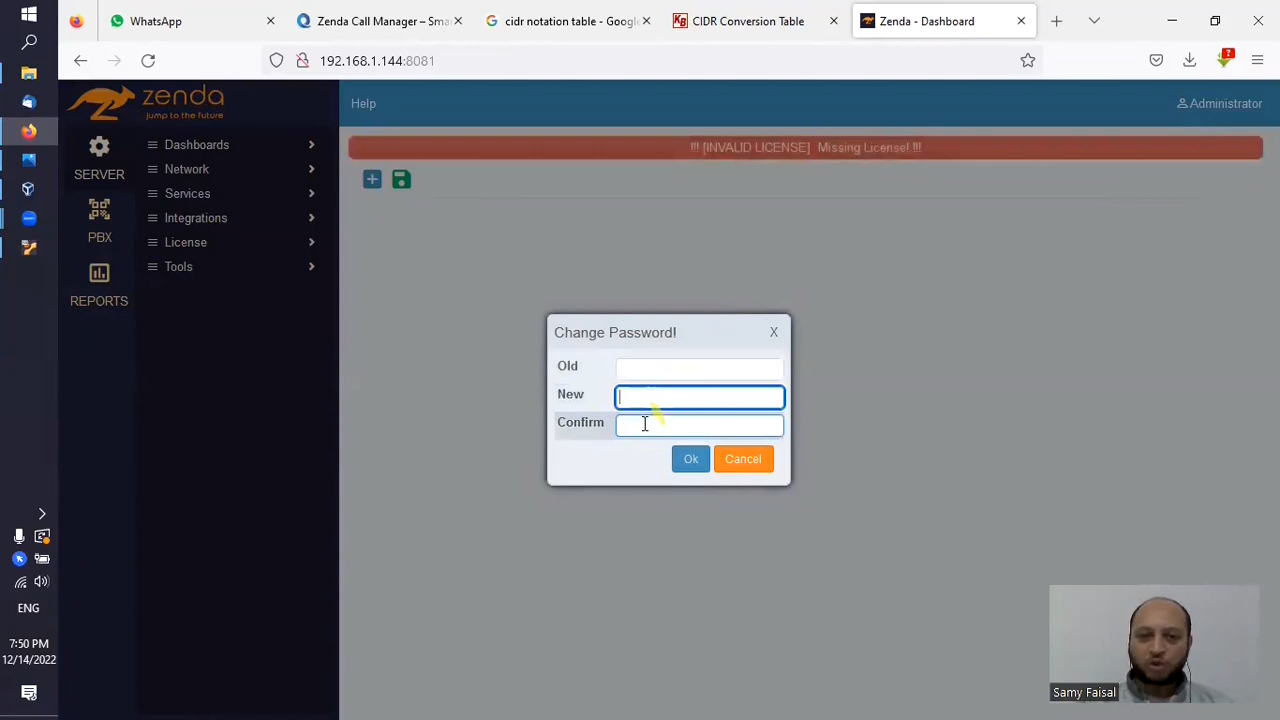 WhatsApp
Zenda Call Manager – Sma
cidr notation table - Google
CIDR Conversion Table
Zenda - Dashboard
192.168.1.144:8081
zenda
jump to the future
Help
Administrator
!!! [INVALID LICENSE] Missing License! !!!
SERVER
PBX
REPORTS
Dashboards
Network
Services
Integrations
License
Tools
Change Password!
X
Old
New
Confirm
Ok
Cancel
ENG
7:50 PM
12/14/2022
Samy Faisal